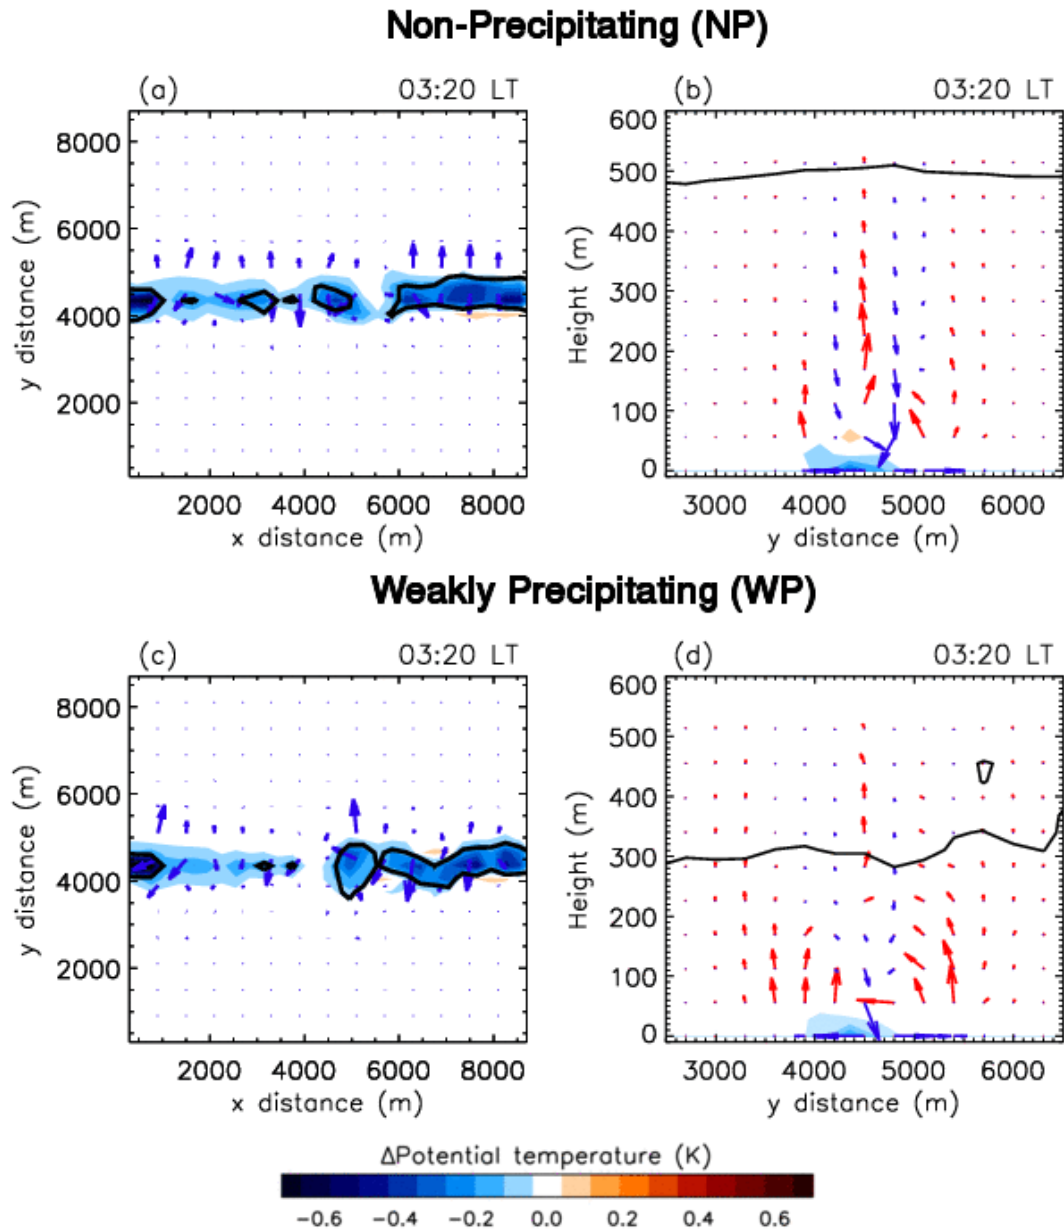 Non-Precipitating (NP)
(a) 03:20 LT (b) 03:20 LT
8000
6000
4000
2000
y distance (m)
2000 4000 6000 8000
x distance (m)
600
500
400
300
200
100
0
Height (m)
3000 4000 5000 6000
y distance (m)
Weakly Precipitating (WP)
(c) 03:20 LT (d) 03:20 LT
8000
6000
4000
2000
y distance (m)
2000 4000 6000 8000
x distance (m)
600
500
400
300
200
100
0
Height (m)
3000 4000 5000 6000
y distance (m)
ΔPotential temperature (K)
-0.6 -0.4 -0.2 0.0 0.2 0.4 0.6